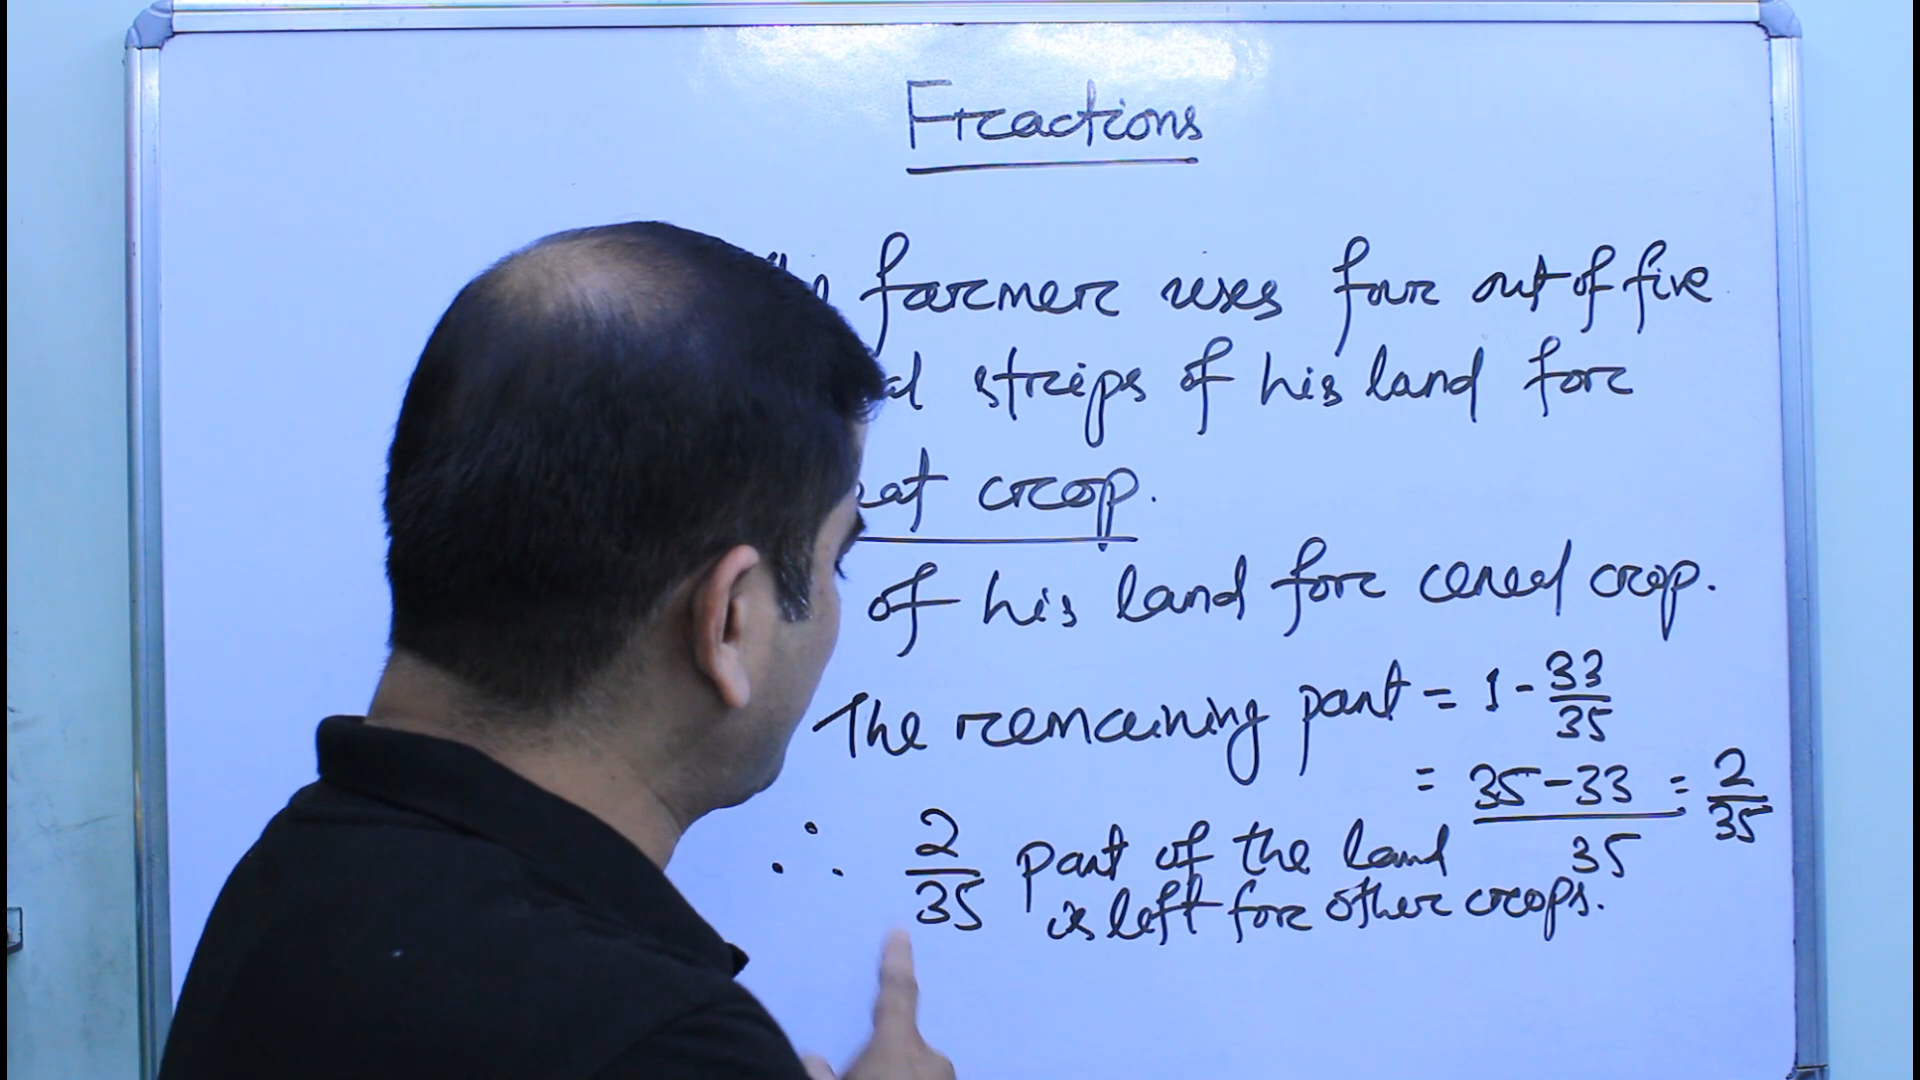 Fractions
farmer uses four out of five
strips of his land for
crop.
of his land for cereal crop.
The remaining part = 1 - 33/35
= 35-33/35 = 2/35
∴ 2/35 part of the land
is left for other crops.